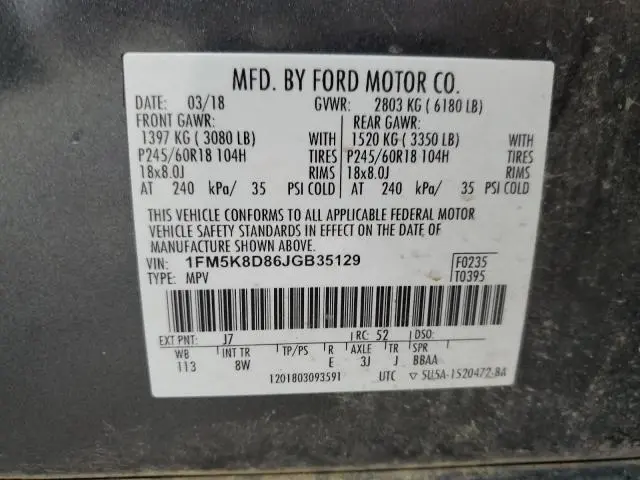 MFD. BY FORD MOTOR CO.
DATE: 03/18 GVWR: 2803 KG ( 6180 LB)
FRONT GAWR: REAR GAWR:
1397 KG ( 3080 LB) WITH 1520 KG ( 3350 LB) WITH
P245/60R18 104H TIRES P245/60R18 104H TIRES
18x8.0J RIMS 18x8.0J RIMS
AT 240 kPa/ 35 PSI COLD AT 240 kPa/ 35 PSI COLD
THIS VEHICLE CONFORMS TO ALL APPLICABLE FEDERAL MOTOR
VEHICLE SAFETY STANDARDS IN EFFECT ON THE DATE OF
MANUFACTURE SHOWN ABOVE.
VIN: 1FM5K8D86JGB35129 F0235
TYPE: MPV T0395
EXT PNT: J7 RC: 52 DSO:
WB INT TR TP/PS R AXLE TR SPR
113 8W E 3J J BBAA
1201803093591 UTC ▽ 5U5A-1520472-BA